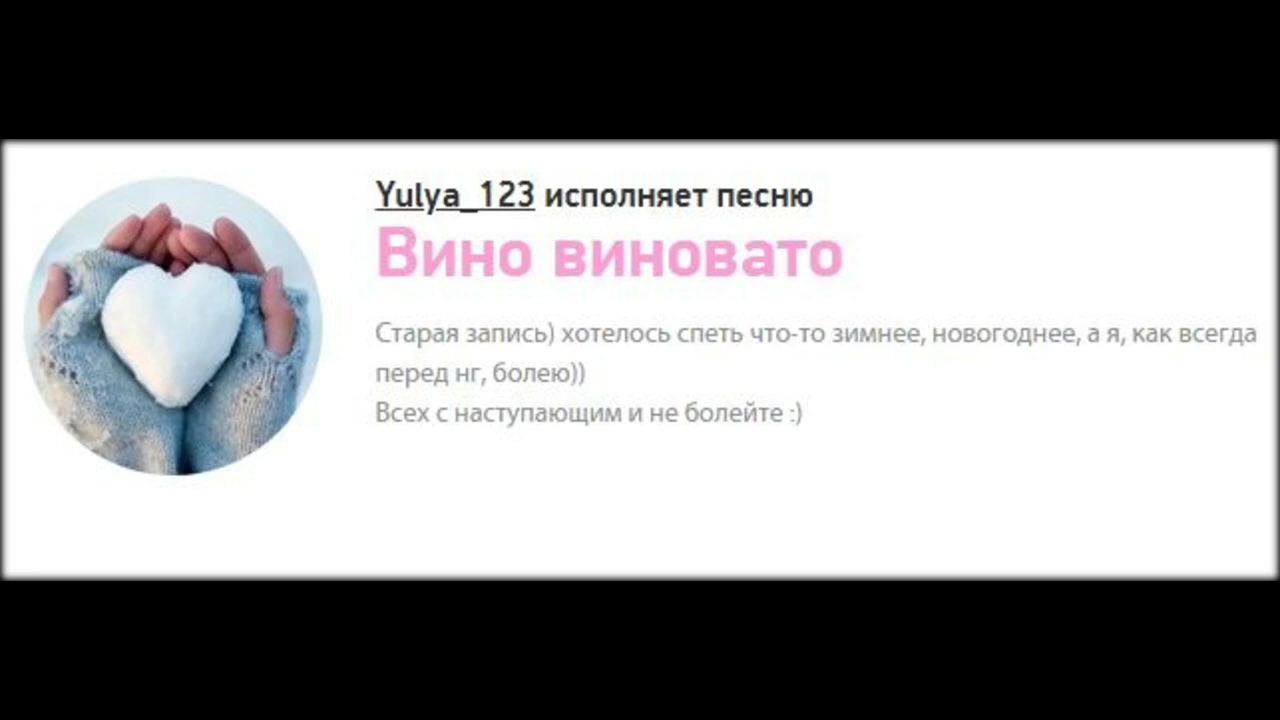 Yulya_123 исполняет песню
Вино виновато
Старая запись) хотелось спеть что-то зимнее, новогоднее, а я, как всегда
перед нг, болею))
Всех с наступающим и не болейте :)